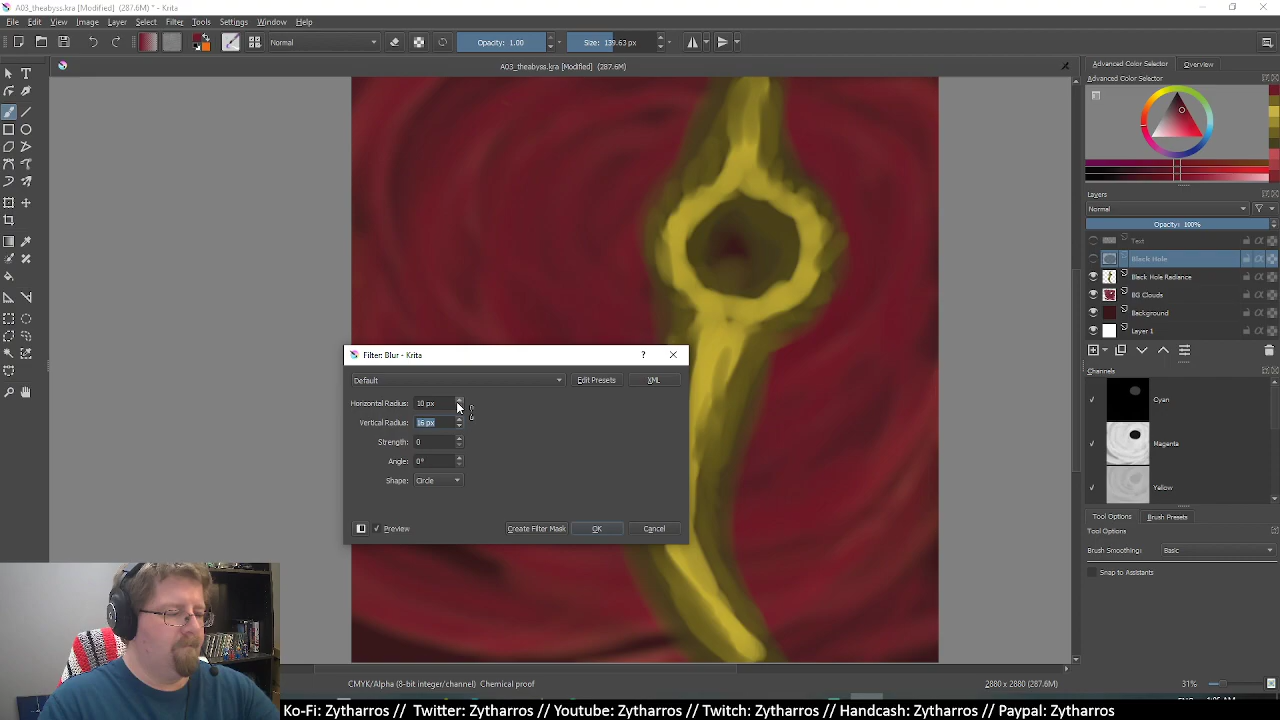 A03_theabyss.kra [Modified] (287.6M) * - Krita
File Edit View Image Layer Select Filter Tools Settings Window Help
Normal Opacity: 1.00 Size: 139.63 px
A03_theabyss.kra [Modified] (287.6M)
Advanced Color Selector Overview
Advanced Color Selector
Layers
Normal
Opacity: 100%
Text
Black Hole
Black Hole Radiance
BG Clouds
Background
Layer 1
Channels
Cyan
Magenta
Yellow
Tool Options Brush Presets
Tool Options
Brush Smoothing: Basic
Snap to Assistants
Filter: Blur - Krita
Default Edit Presets XML
Horizontal Radius: 10 px
Vertical Radius: 16 px
Strength: 0
Angle: 0°
Shape: Circle
Preview Create Filter Mask OK Cancel
CMYK/Alpha (8-bit integer/channel) Chemical proof 2880 x 2880 (287.6M) 31%
Ko-Fi: Zytharros // Twitter: Zytharros // Youtube: Zytharros // Twitch: Zytharros // Handcash: Zytharros // Paypal: Zytharros